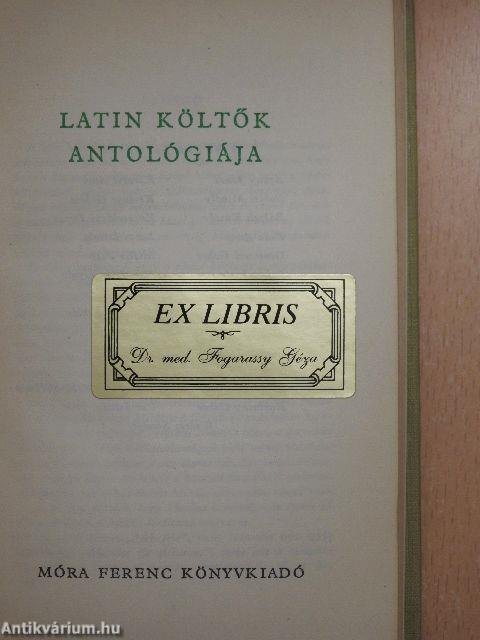 LATIN KÖLTŐK
ANTOLÓGIÁJA
EX LIBRIS
Dr. med. Fogarassy Géza
MÓRA FERENC KÖNYVKIADÓ
Antikvárium.hu